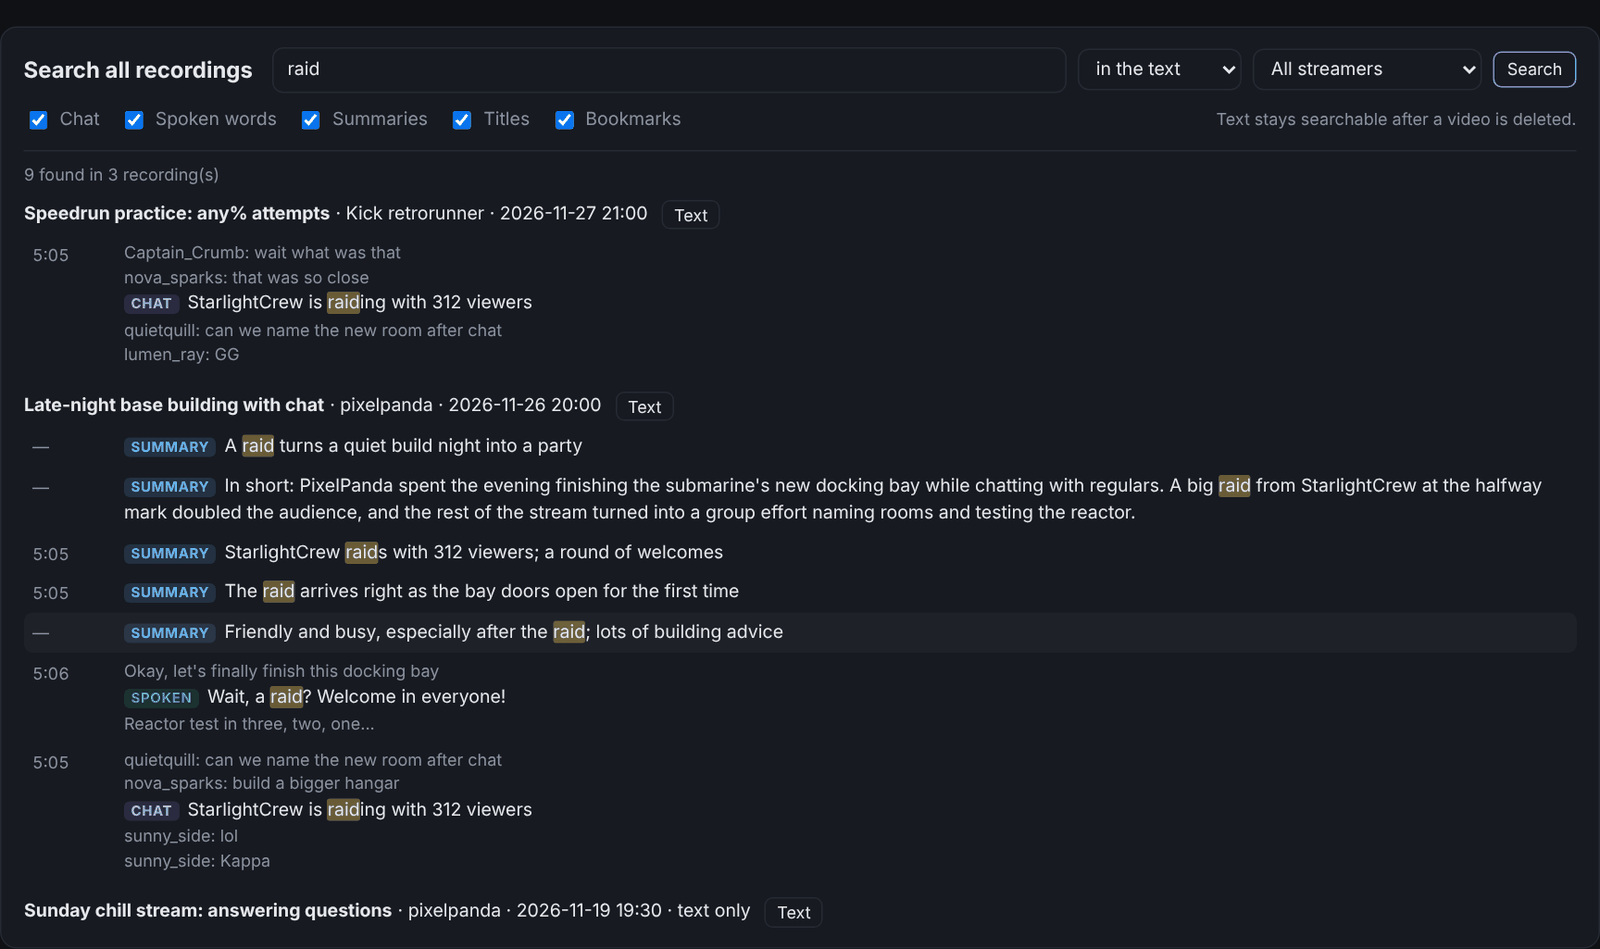 Search all recordings raid in the text All streamers Search
Chat Spoken words Summaries Titles Bookmarks Text stays searchable after a video is deleted.
9 found in 3 recording(s)
Speedrun practice: any% attempts · Kick retrorunner · 2026-11-27 21:00 Text
5:05 Captain_Crumb: wait what was that
nova_sparks: that was so close
CHAT StarlightCrew is raiding with 312 viewers
quietquill: can we name the new room after chat
lumen_ray: GG
Late-night base building with chat · pixelpanda · 2026-11-26 20:00 Text
— SUMMARY A raid turns a quiet build night into a party
— SUMMARY In short: PixelPanda spent the evening finishing the submarine's new docking bay while chatting with regulars. A big raid from StarlightCrew at the halfway
mark doubled the audience, and the rest of the stream turned into a group effort naming rooms and testing the reactor.
5:05 SUMMARY StarlightCrew raids with 312 viewers; a round of welcomes
5:05 SUMMARY The raid arrives right as the bay doors open for the first time
— SUMMARY Friendly and busy, especially after the raid; lots of building advice
5:06 Okay, let's finally finish this docking bay
SPOKEN Wait, a raid? Welcome in everyone!
Reactor test in three, two, one...
5:05 quietquill: can we name the new room after chat
nova_sparks: build a bigger hangar
CHAT StarlightCrew is raiding with 312 viewers
sunny_side: lol
sunny_side: Kappa
Sunday chill stream: answering questions · pixelpanda · 2026-11-19 19:30 · text only Text